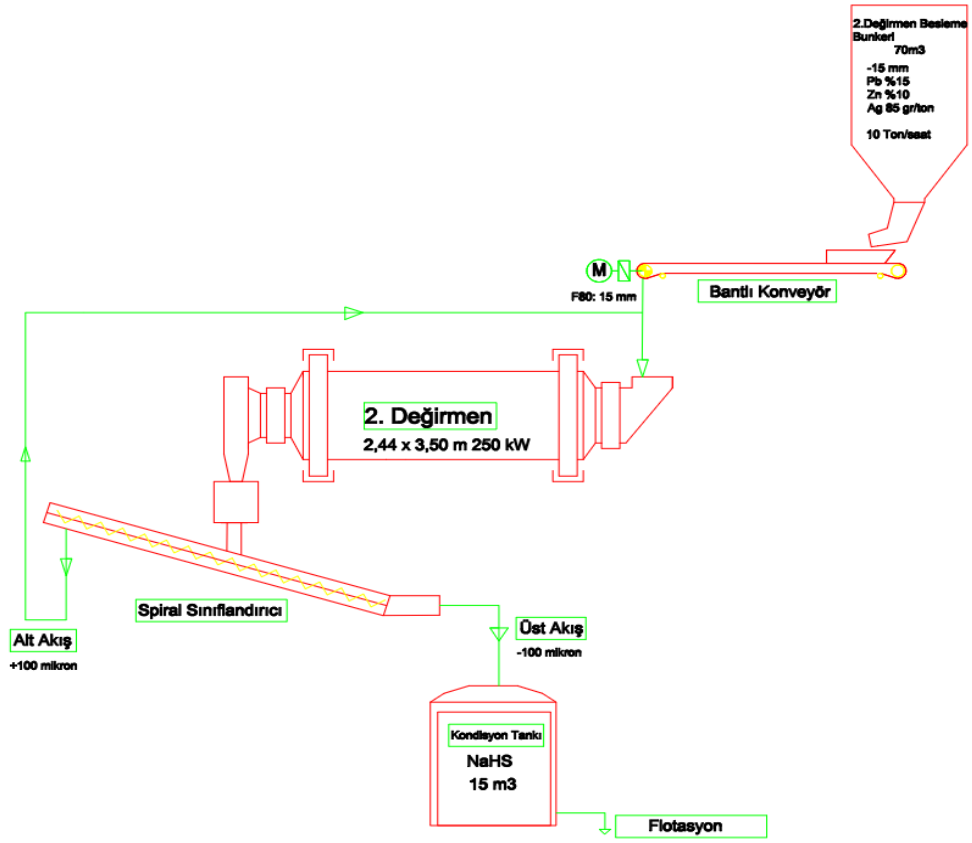 2.Değirmen Besleme
Bunkeri
70m3
-15 mm
Pb %15
Zn %10
Ag 85 gr/ton
10 Ton/saat
M
F80: 15 mm
Bantlı Konveyör
2. Değirmen
2,44 x 3,50 m 250 kW
Spiral Sınıflandırıcı
Alt Akış
+100 mikron
Üst Akış
-100 mikron
Kondisyon Tankı
NaHS
15 m3
Flotasyon